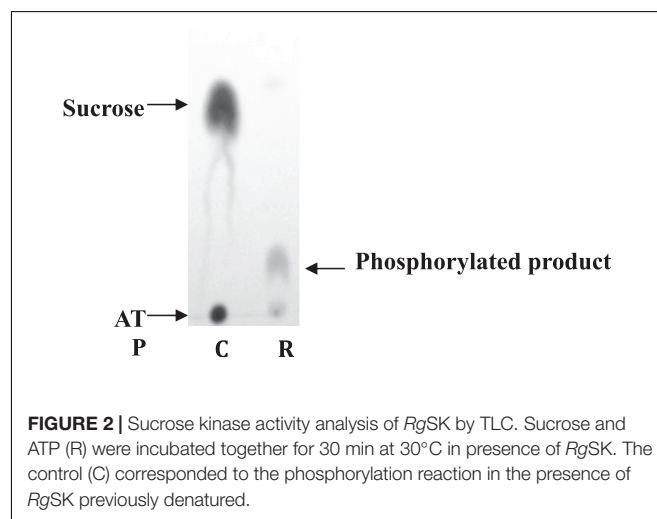 Sucrose
Phosphorylated product
AT
P
C R
FIGURE 2 | Sucrose kinase activity analysis of RgSK by TLC. Sucrose and
ATP (R) were incubated together for 30 min at 30°C in presence of RgSK. The
control (C) corresponded to the phosphorylation reaction in the presence of
RgSK previously denatured.